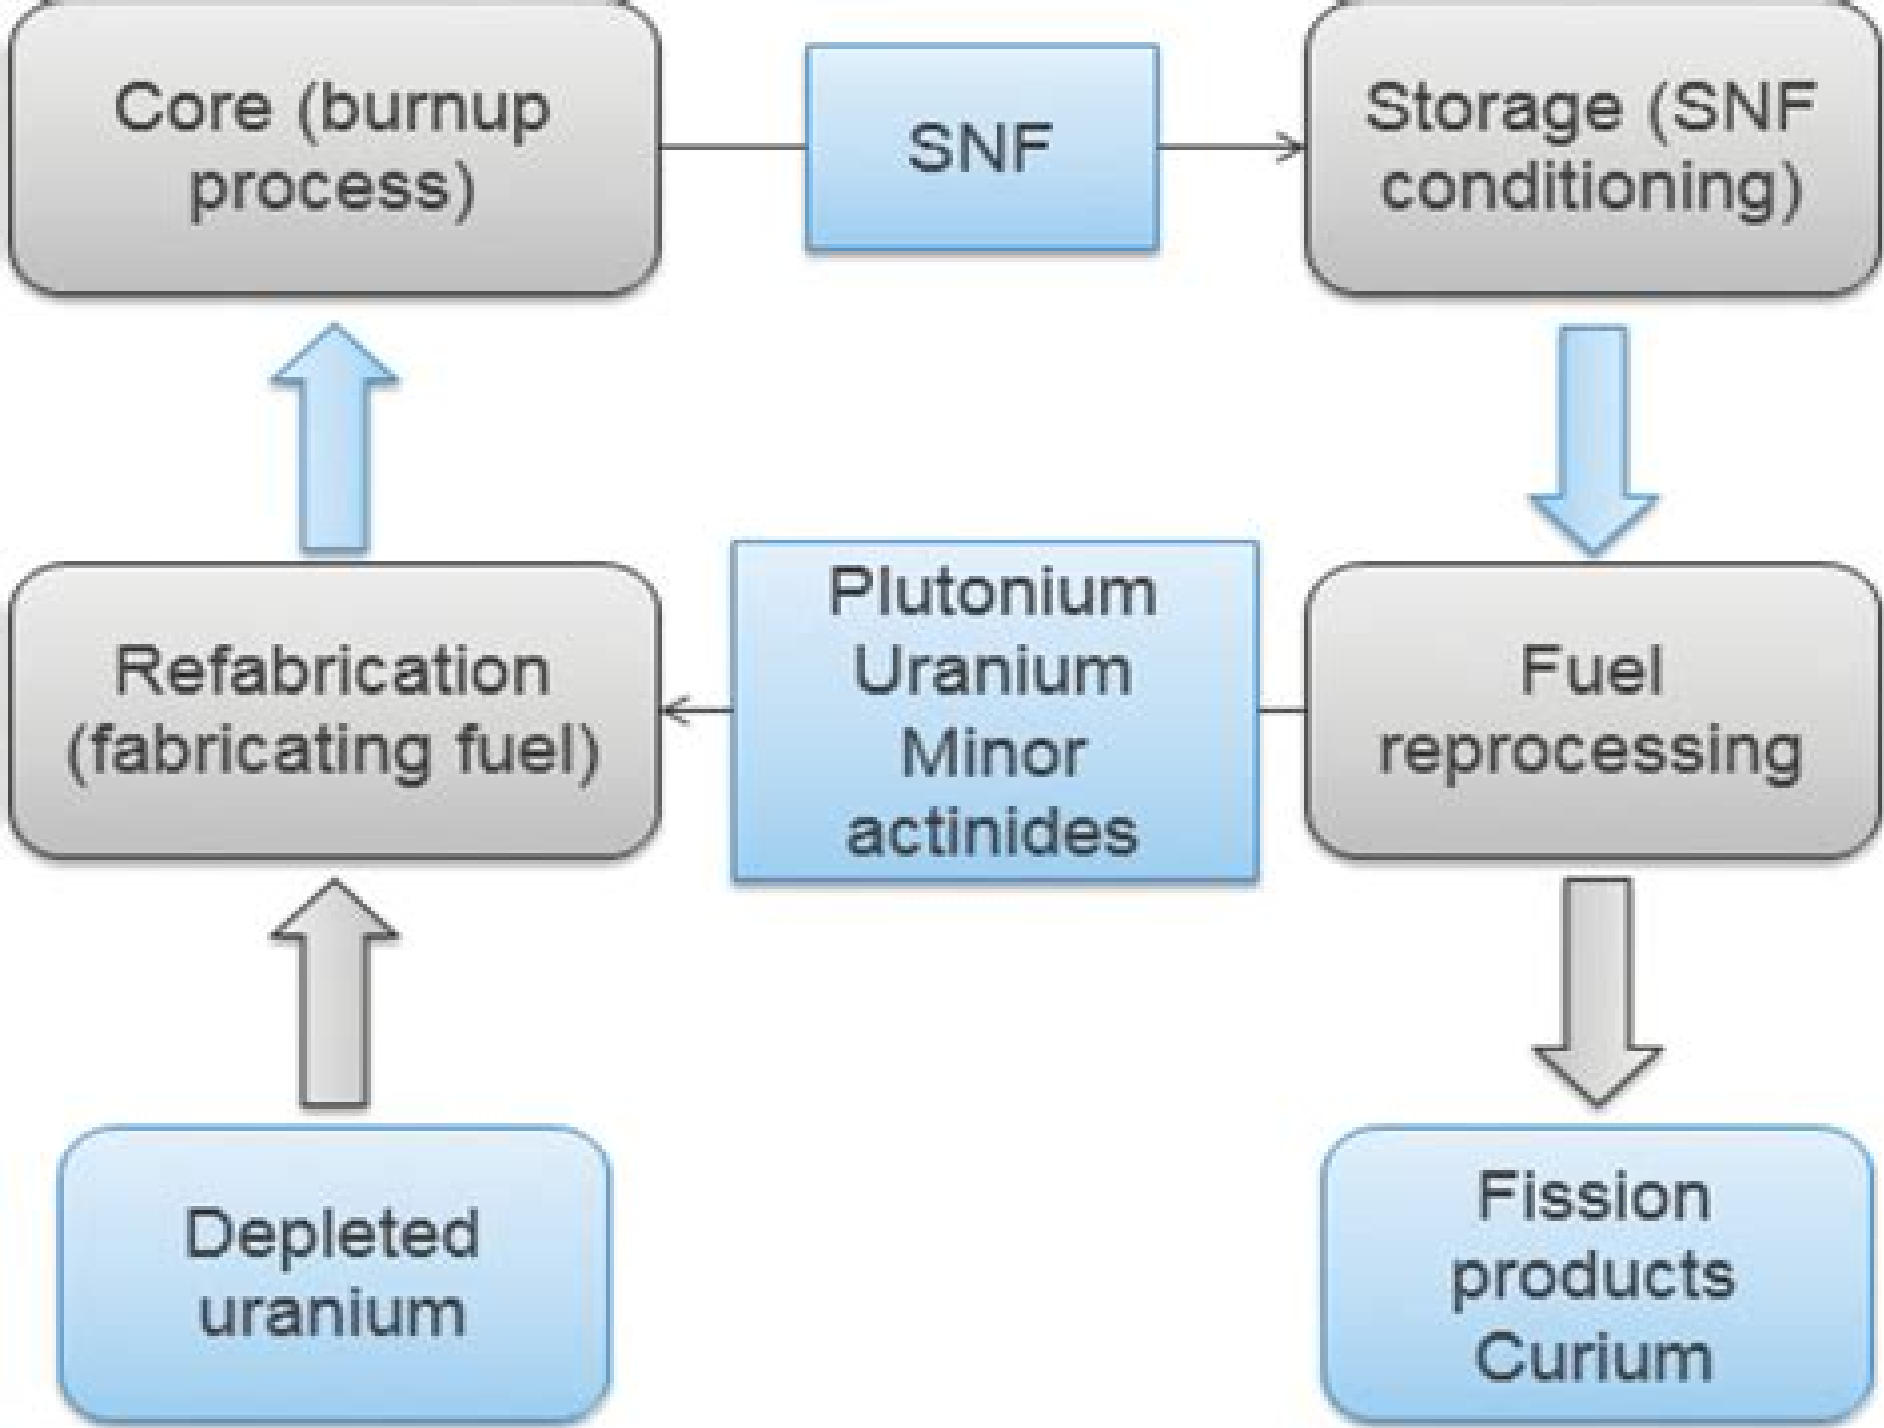 Core (burnup
process)
SNF
Storage (SNF
conditioning)
Refabrication
(fabricating fuel)
Plutonium
Uranium
Minor
actinides
Fuel
reprocessing
Depleted
uranium
Fission
products
Curium